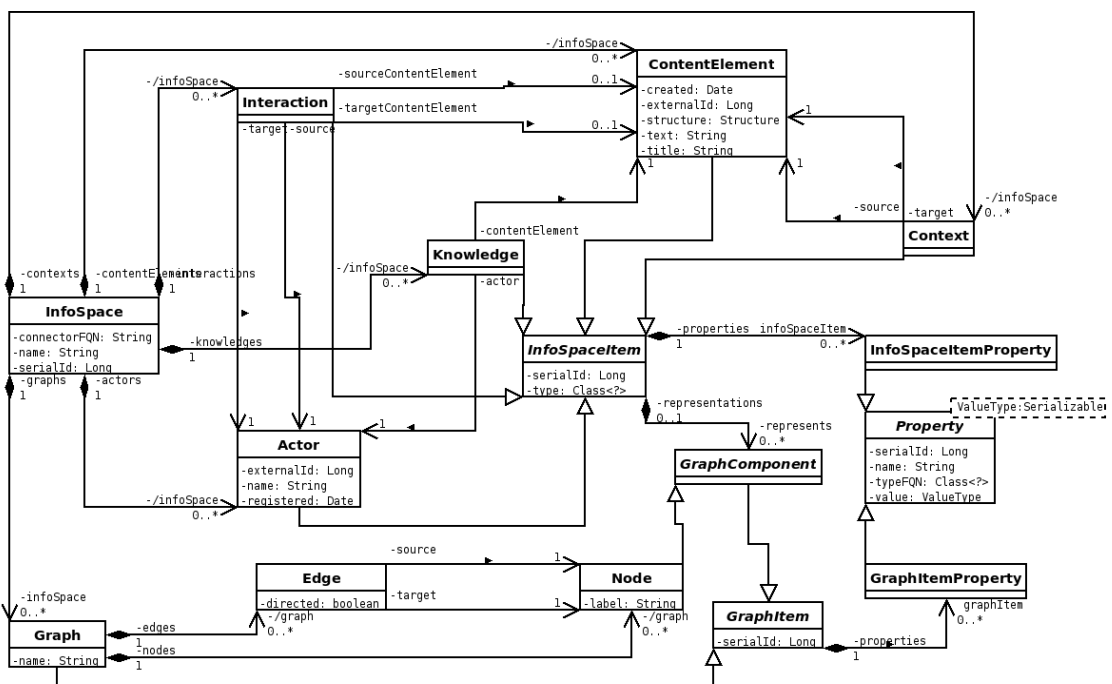 -/infoSpace
0..*
ContentElement
-created: Date
-externalId: Long
-structure: Structure
-text: String
-title: String
-sourceContentElement
0..1
-/infoSpace
0..*
Interaction
-targetContentElement
0..1
-target
-source
1
1
1
-/infoSpace
0..*
-source
-target
Context
-contentElement
Knowledge
-/infoSpace
0..*
-actor
-contexts
1
-contentElements
1
-interactions
1
InfoSpace
-connectorFQN: String
-name: String
-serialId: Long
-knowledges
1
-graphs
1
-actors
1
InfoSpaceItem
-serialId: Long
-type: Class<?>
-properties
1
infoSpaceItem
0..*
InfoSpaceItemProperty
-representations
0..1
-represents
0..*
ValueType:Serializable
Property
-serialId: Long
-name: String
-typeFQN: Class<?>
-value: ValueType
1
1
1
Actor
-externalId: Long
-name: String
-registered: Date
-/infoSpace
0..*
GraphComponent
-source
1
Edge
-directed: boolean
-target
1
Node
-label: String
-/graph
0..*
-/graph
0..*
GraphItemProperty
graphItem
0..*
GraphItem
-serialId: Long
-properties
1
-infoSpace
0..*
Graph
-name: String
-edges
1
-nodes
1